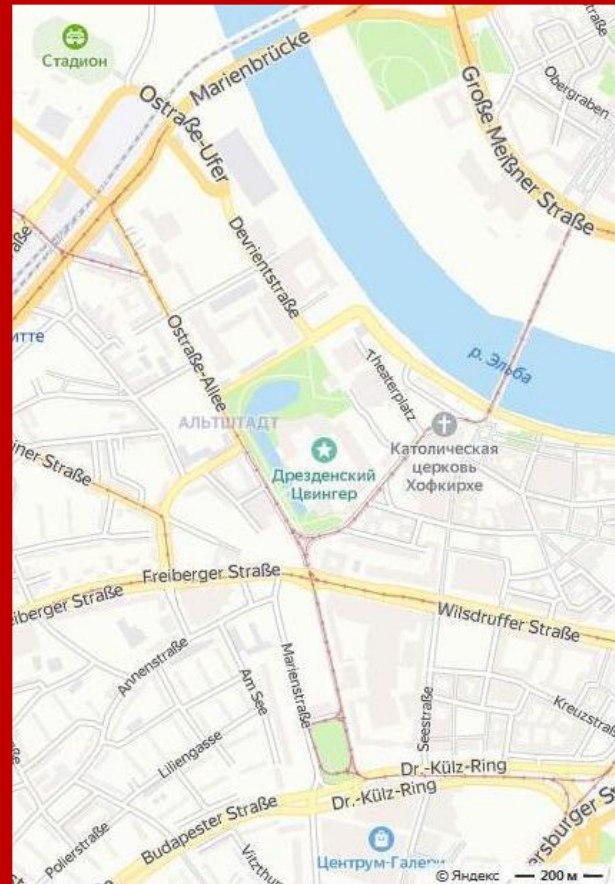 Стадион
Marienbrücke
Ostraße-Ufer
Große Meißner Straße
Obergraben
Devrientstraße
Ostraße-Allee
Theaterplatz
р. Эльба
АЛЬТШТАДТ
Католическая
церковь
Хофкирхе
Дрезденский
Цвингер
Freiberger Straße
Wilsdruffer Straße
Annenstraße
Am See
Marienstraße
Seestraße
Liliengasse
Dr.-Külz-Ring
Dr.-Külz-Ring
Budapester Straße
Polierstraße
Центрум-Галери
© Яндекс
200 м